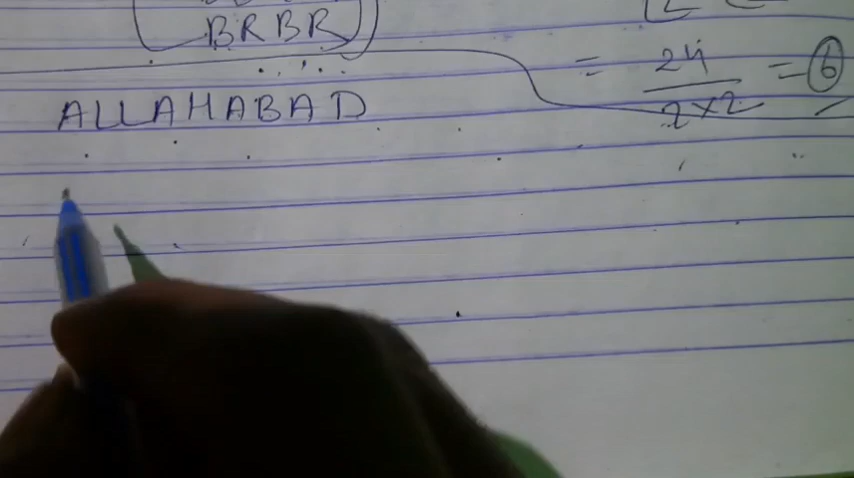 BRBR
= 24 / 2×2 = 6
ALLAHABAD